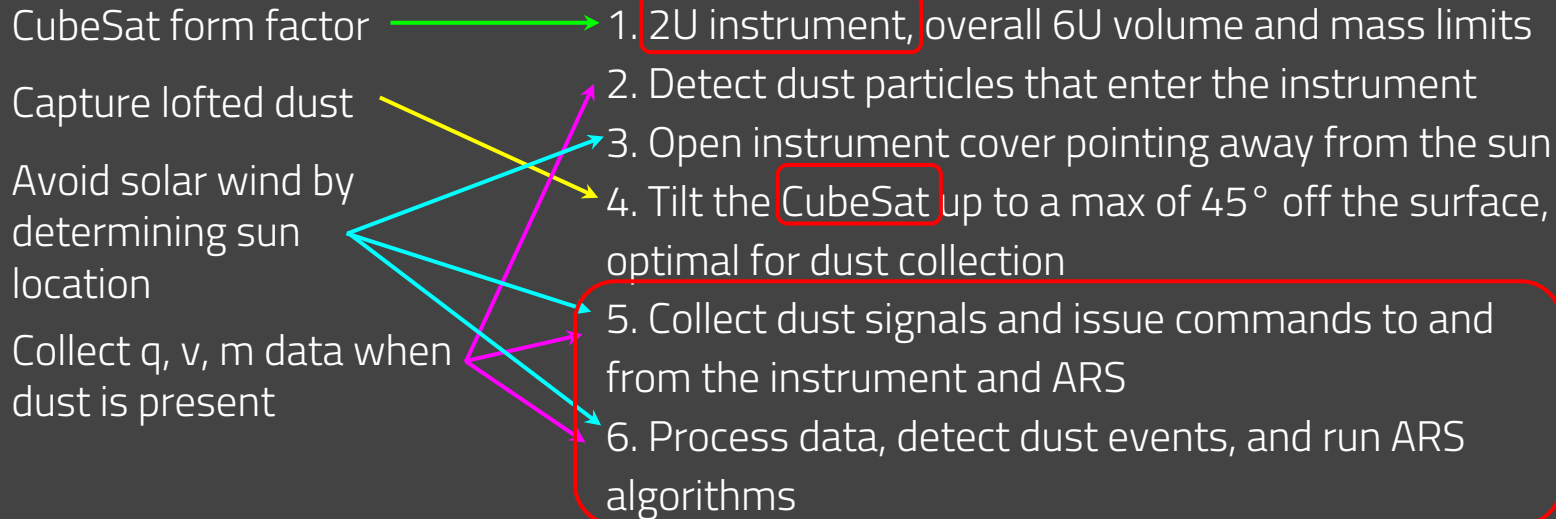 CubeSat form factor
Capture lofted dust
Avoid solar wind by
determining sun
location
Collect q, v, m data when
dust is present
1. 2U instrument, overall 6U volume and mass limits
2. Detect dust particles that enter the instrument
3. Open instrument cover pointing away from the sun
4. Tilt the CubeSat up to a max of 45° off the surface,
optimal for dust collection
5. Collect dust signals and issue commands to and
from the instrument and ARS
6. Process data, detect dust events, and run ARS
algorithms